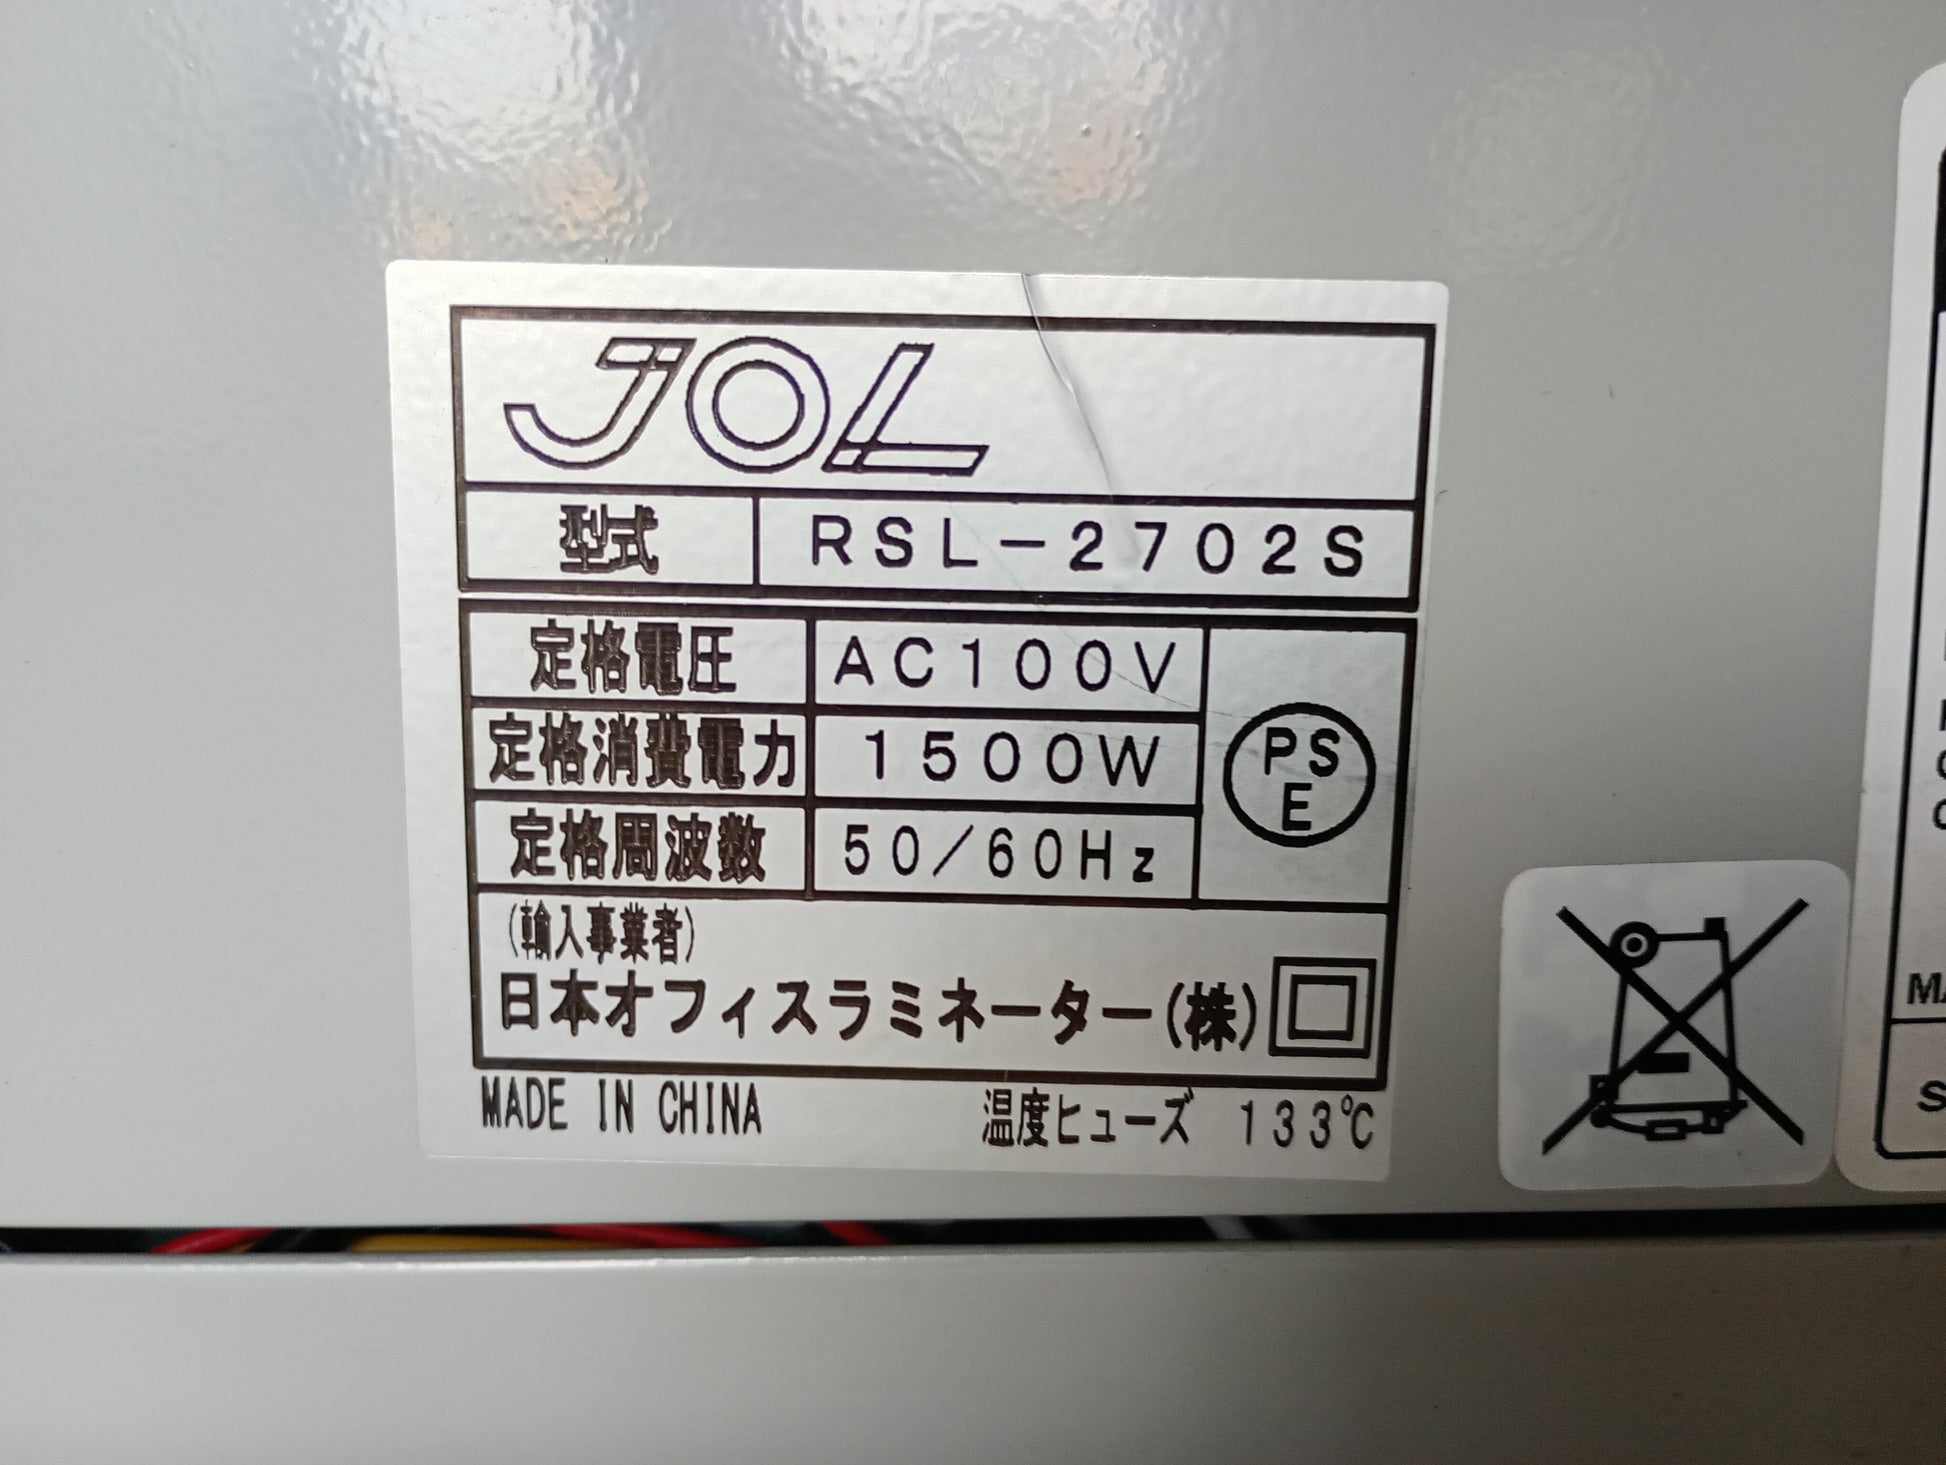 JOL
型式 RSL-2702S
定格電圧 AC100V
定格消費電力 1500W
定格周波数 50/60Hz
PS
E
(輸入事業者)
日本オフィスラミネーター(株)
MADE IN CHINA 温度ヒューズ 133℃